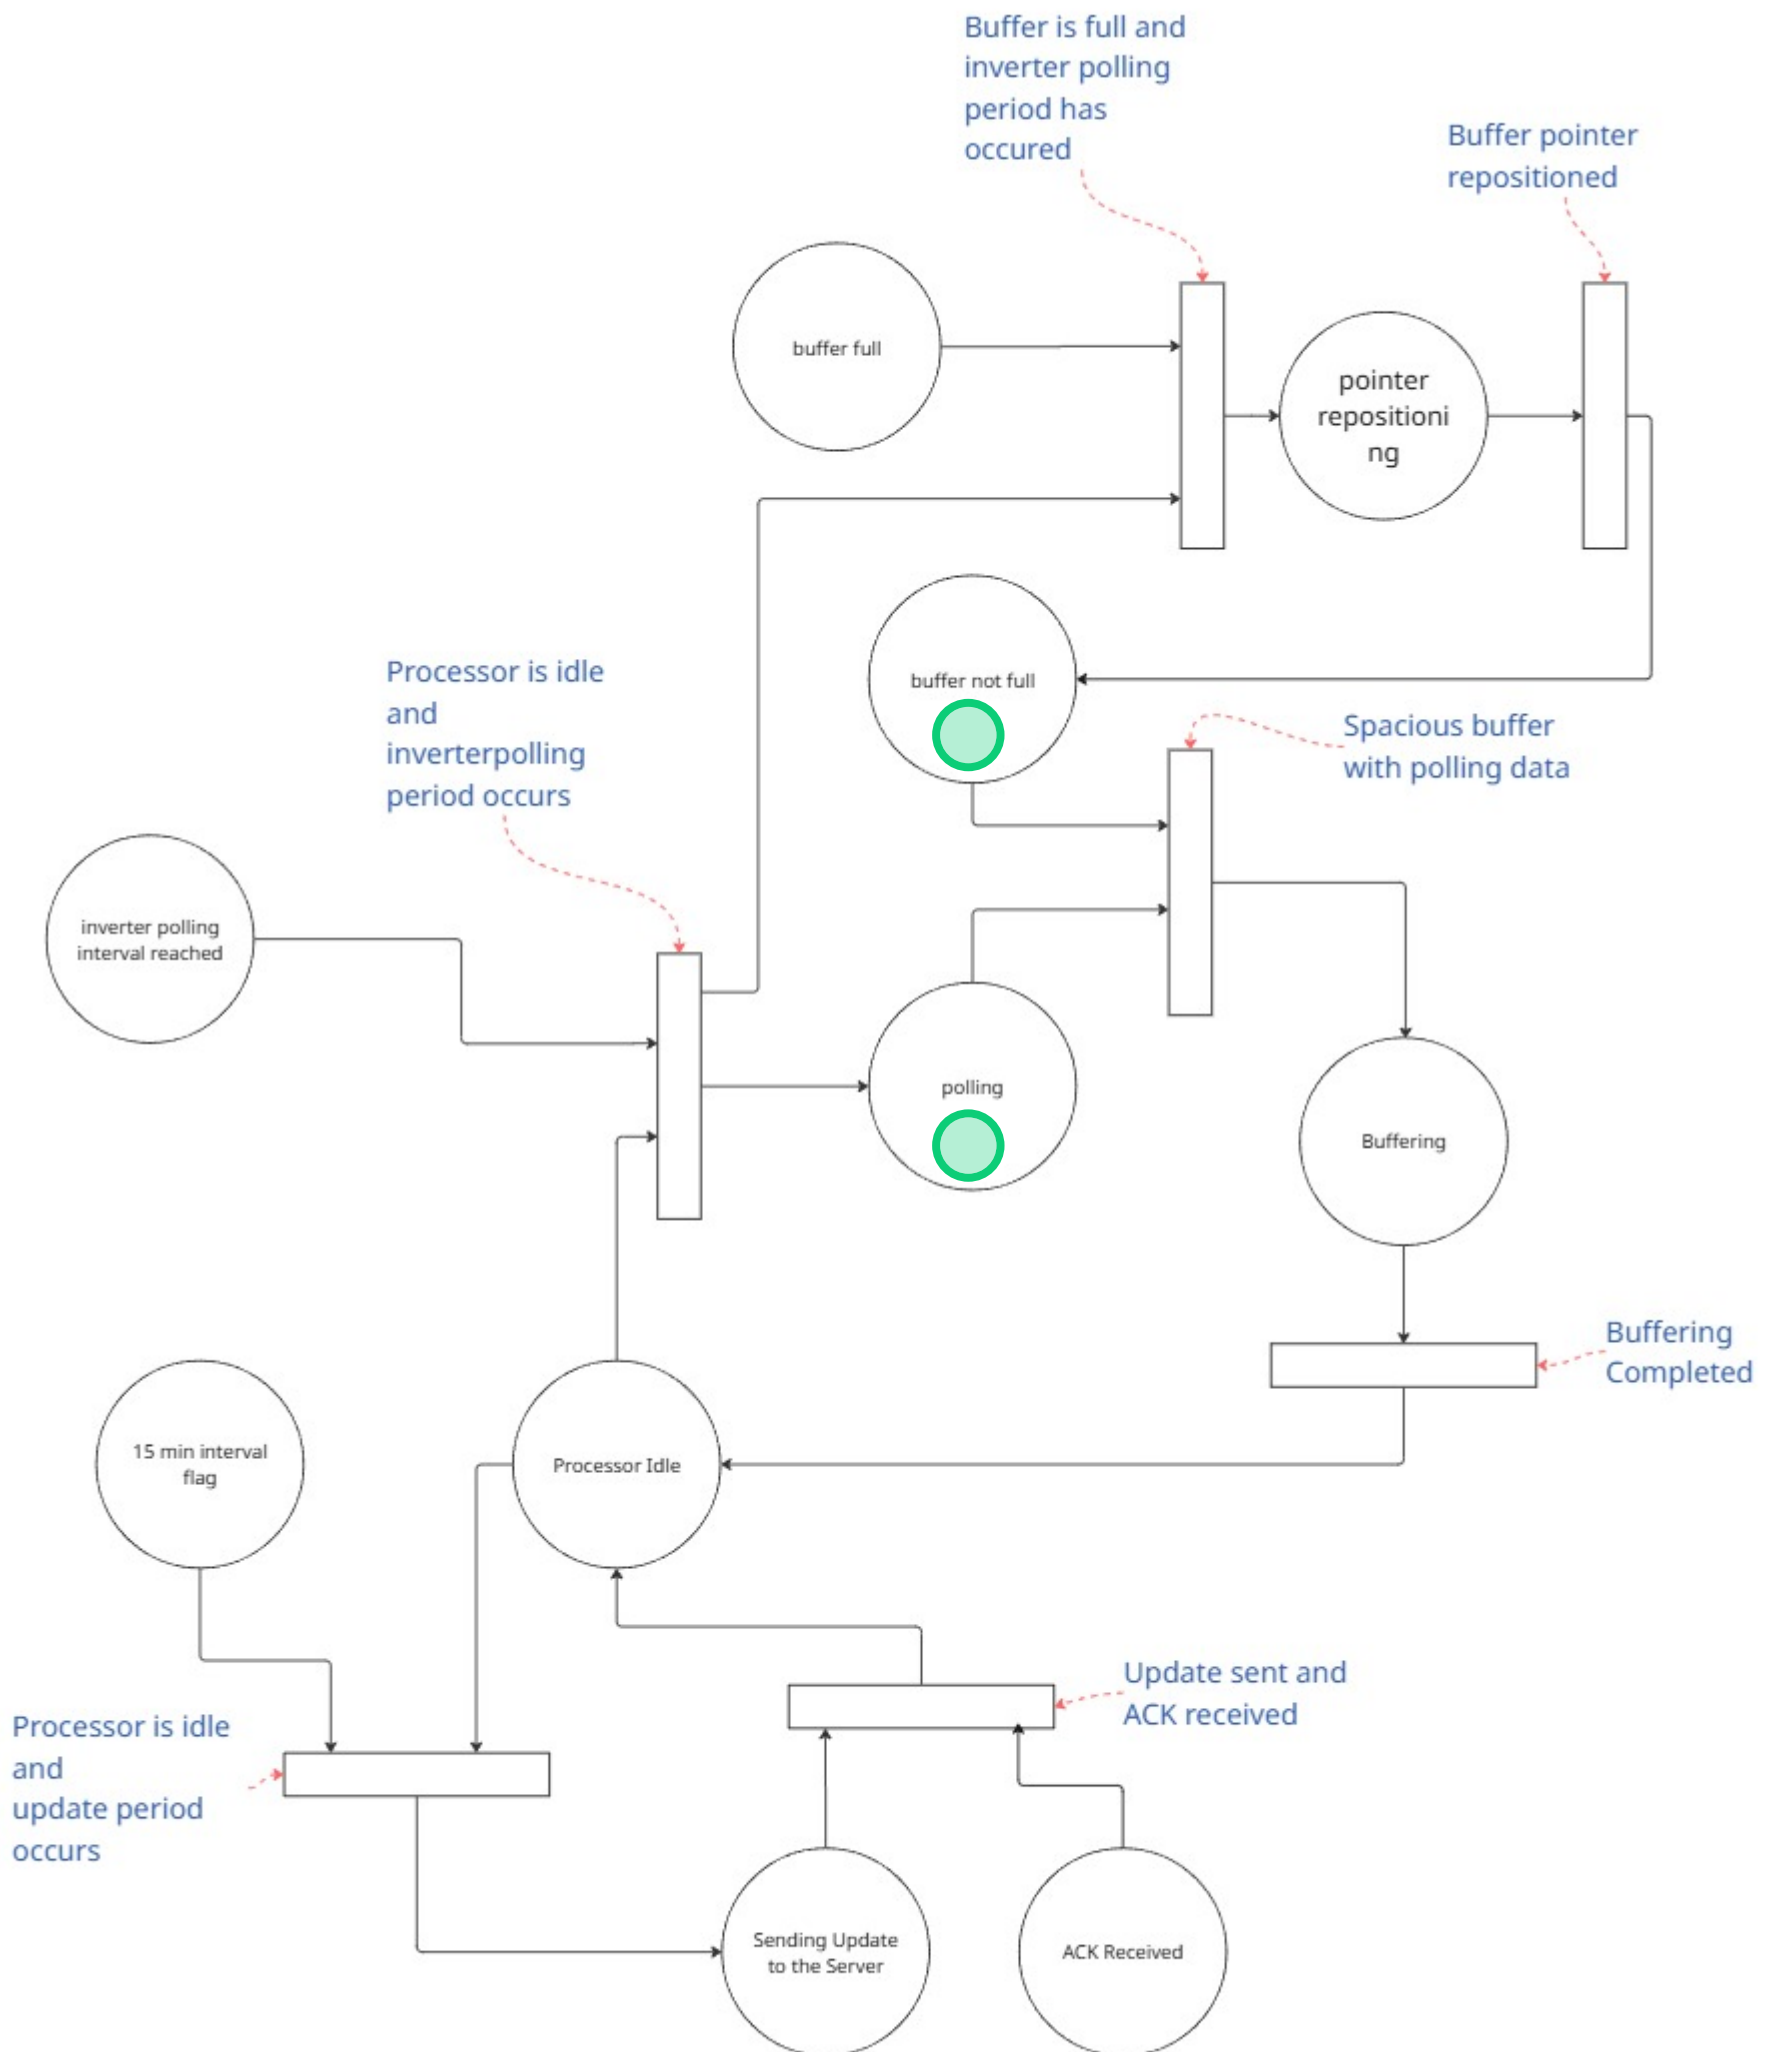 Buffer is full and
inverter polling
period has
occured
Buffer pointer
repositioned
buffer full
pointer
repositioni
ng
Processor is idle
and
inverterpolling
period occurs
buffer not full
Spacious buffer
with polling data
inverter polling
interval reached
polling
Buffering
Buffering
Completed
15 min interval
flag
Processor Idle
Update sent and
ACK received
Processor is idle
and
update period
occurs
Sending Update
to the Server
ACK Received